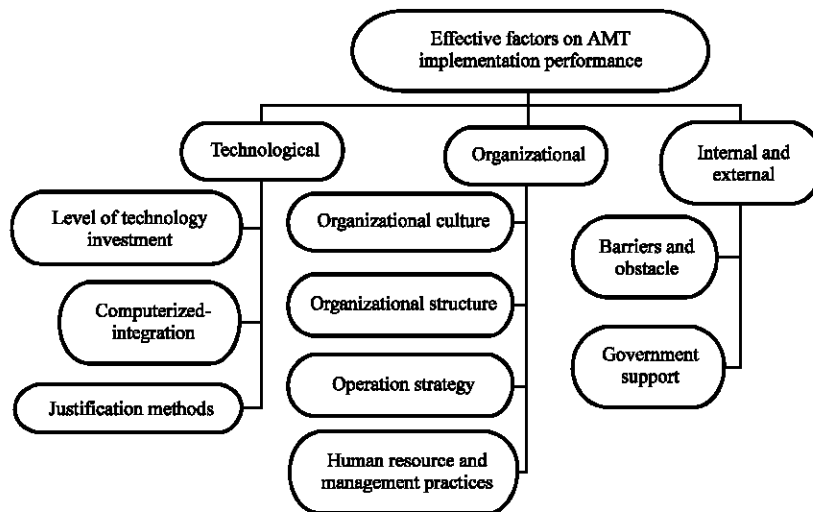 Effective factors on AMT
implementation performance
Technological
Organizational
Internal and
external
Level of technology
investment
Computerized-
integration
Justification methods
Organizational culture
Organizational structure
Operation strategy
Human resource and
management practices
Barriers and
obstacle
Government
support